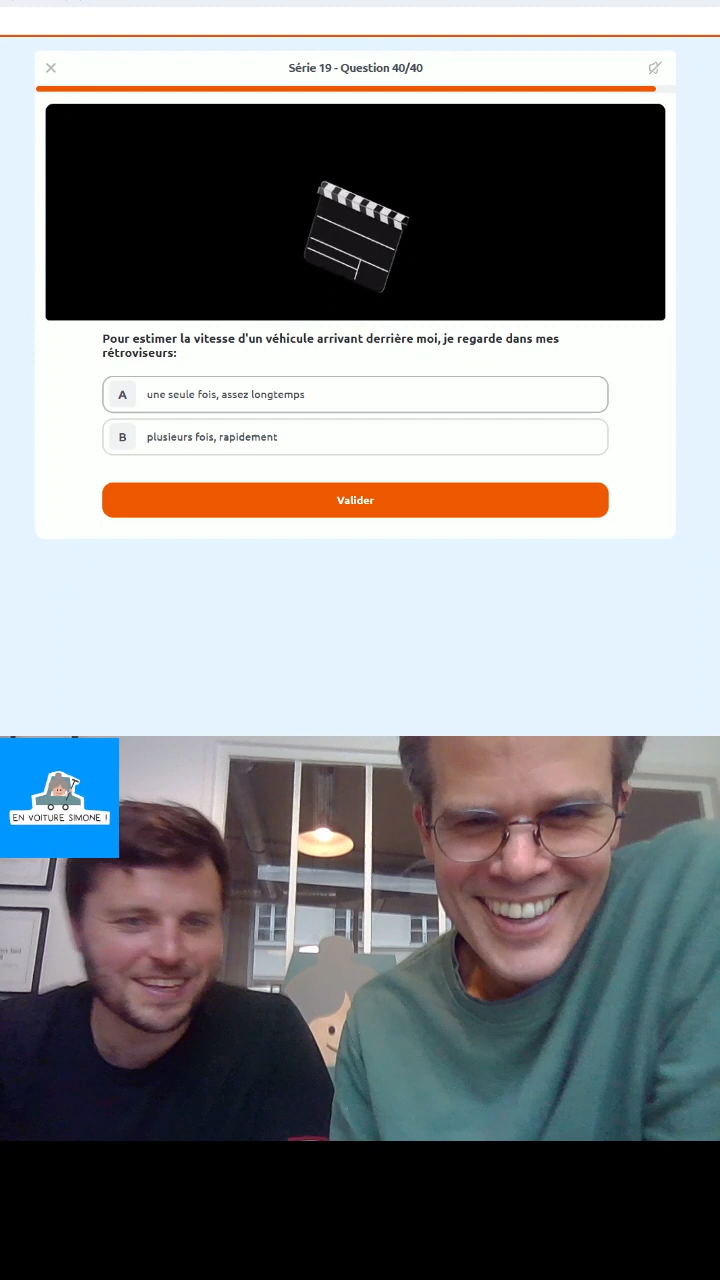 Série 19 - Question 40/40
Pour estimer la vitesse d'un véhicule arrivant derrière moi, je regarde dans mes
rétroviseurs:
A une seule fois, assez longtemps
B plusieurs fois, rapidement
Valider
EN VOITURE SIMONE !